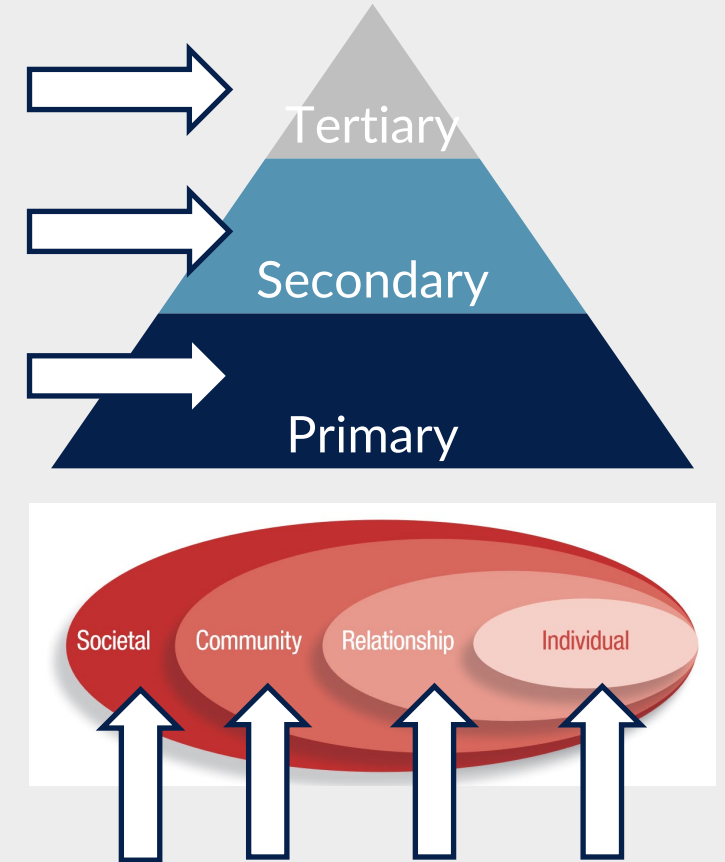 Tertiary
Secondary
Primary
Societal Community Relationship Individual